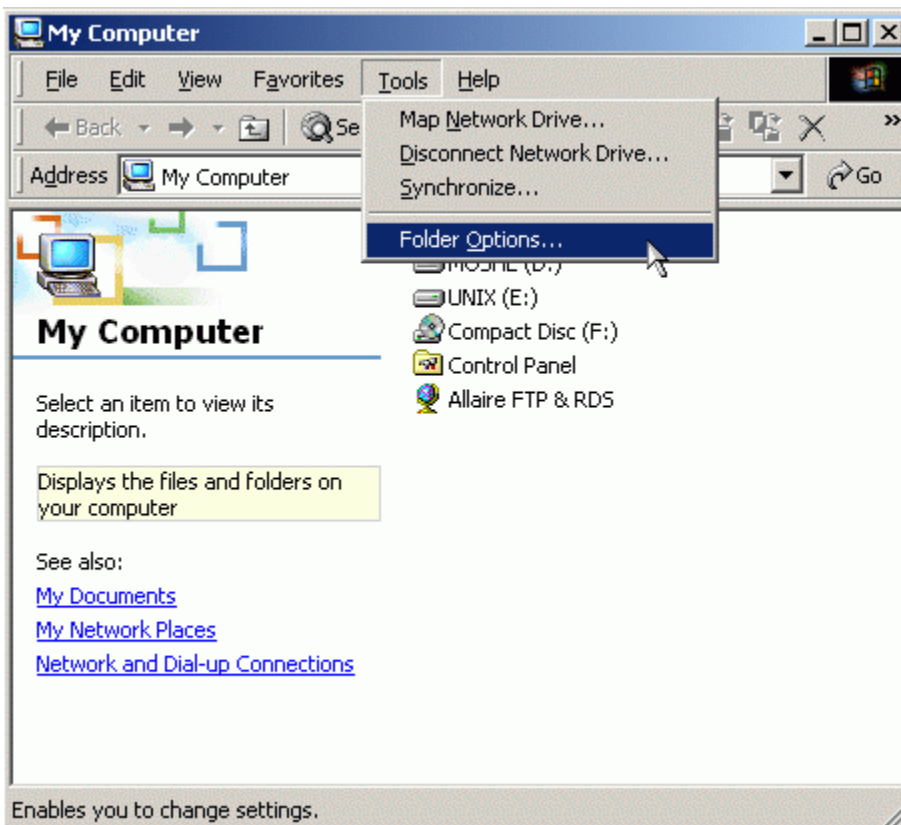 My Computer
File Edit View Favorites Tools Help
Back
Map Network Drive...
Disconnect Network Drive...
Synchronize...
Folder Options...
Address My Computer Go
MOSHE (D:)
UNIX (E:)
Compact Disc (F:)
Control Panel
Allaire FTP & RDS
My Computer
Select an item to view its
description.
Displays the files and folders on
your computer
See also:
My Documents
My Network Places
Network and Dial-up Connections
Enables you to change settings.